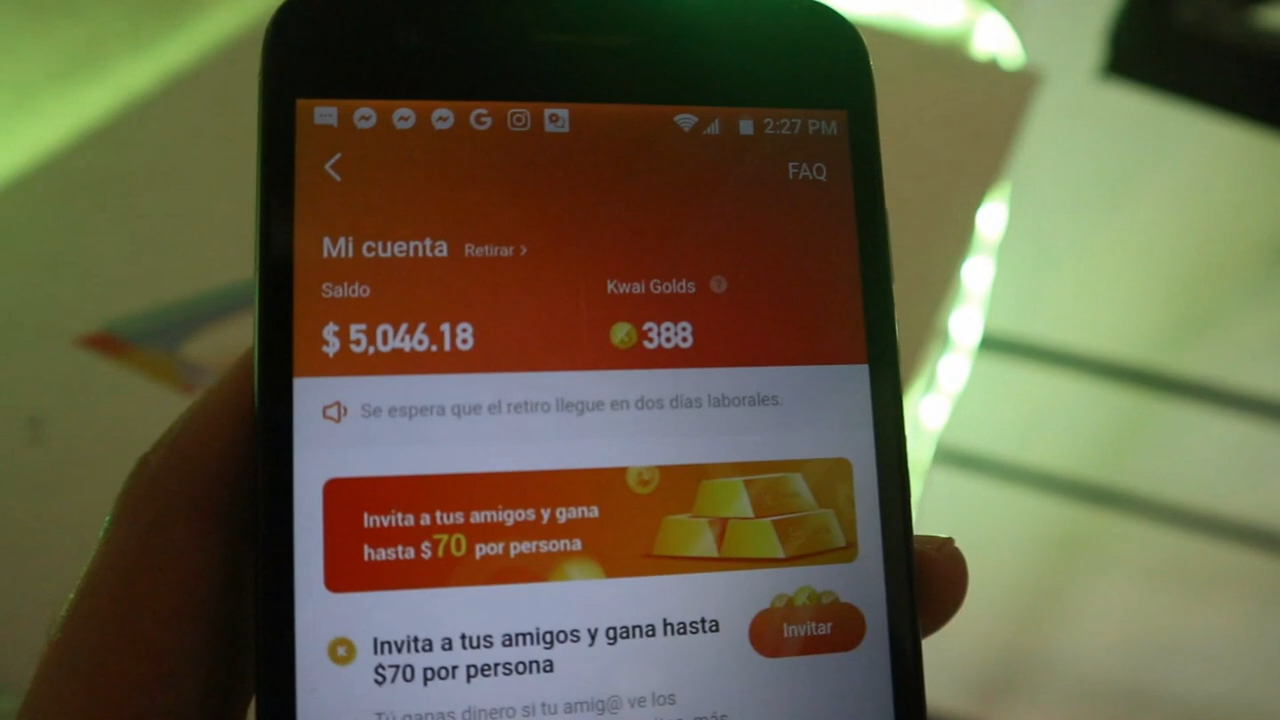 2:27 PM
FAQ
Mi cuenta Retirar >
Saldo
Kwai Golds ?
$ 5,046.18
388
Se espera que el retiro llegue en dos días laborales.
Invita a tus amigos y gana
hasta $70 por persona
Invita a tus amigos y gana hasta
$70 por persona
Invitar
Tú ganas dinero si tu amig@ ve los
más